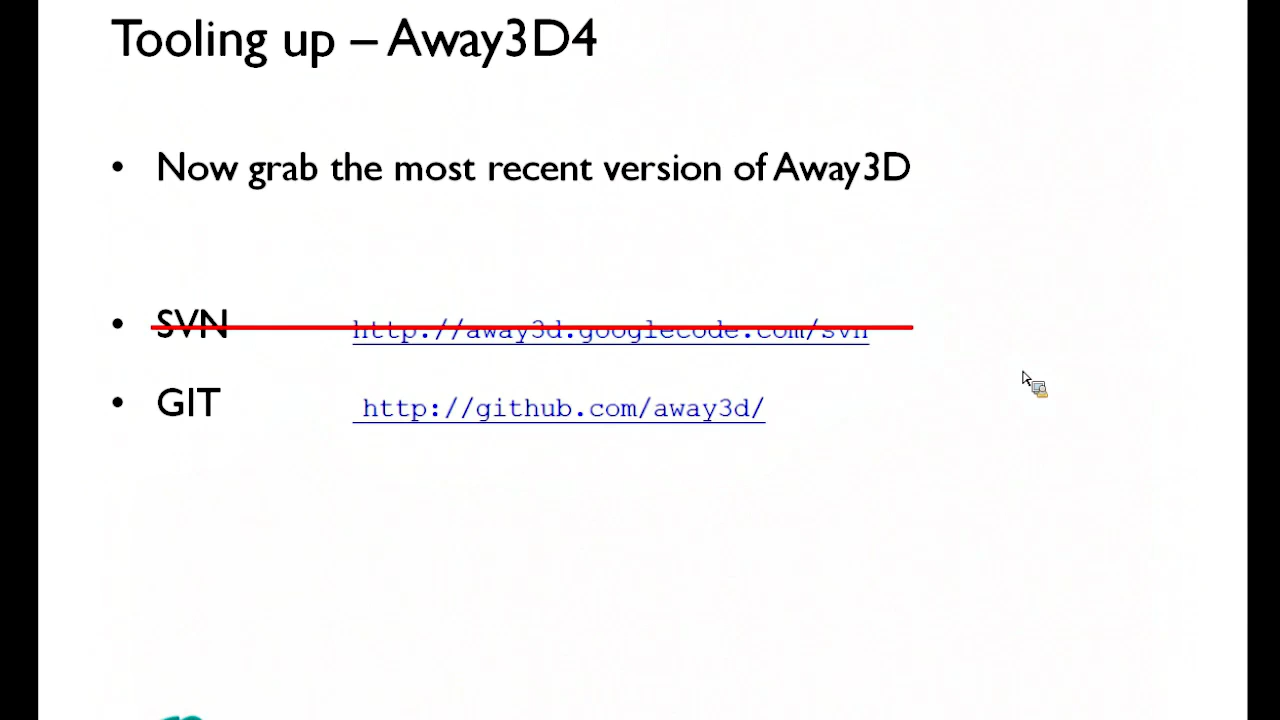 Tooling up – Away3D4
• Now grab the most recent version of Away3D
• SVN http://away3d.googlecode.com/svn
• GIT http://github.com/away3d/